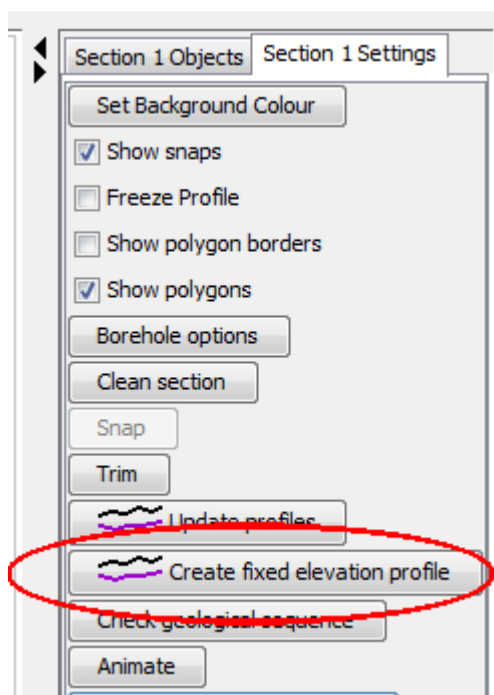 Section 1 Objects Section 1 Settings
Set Background Colour
Show snaps
Freeze Profile
Show polygon borders
Show polygons
Borehole options
Clean section
Snap
Trim
Update profiles
Create fixed elevation profile
Check geological sequence
Animate